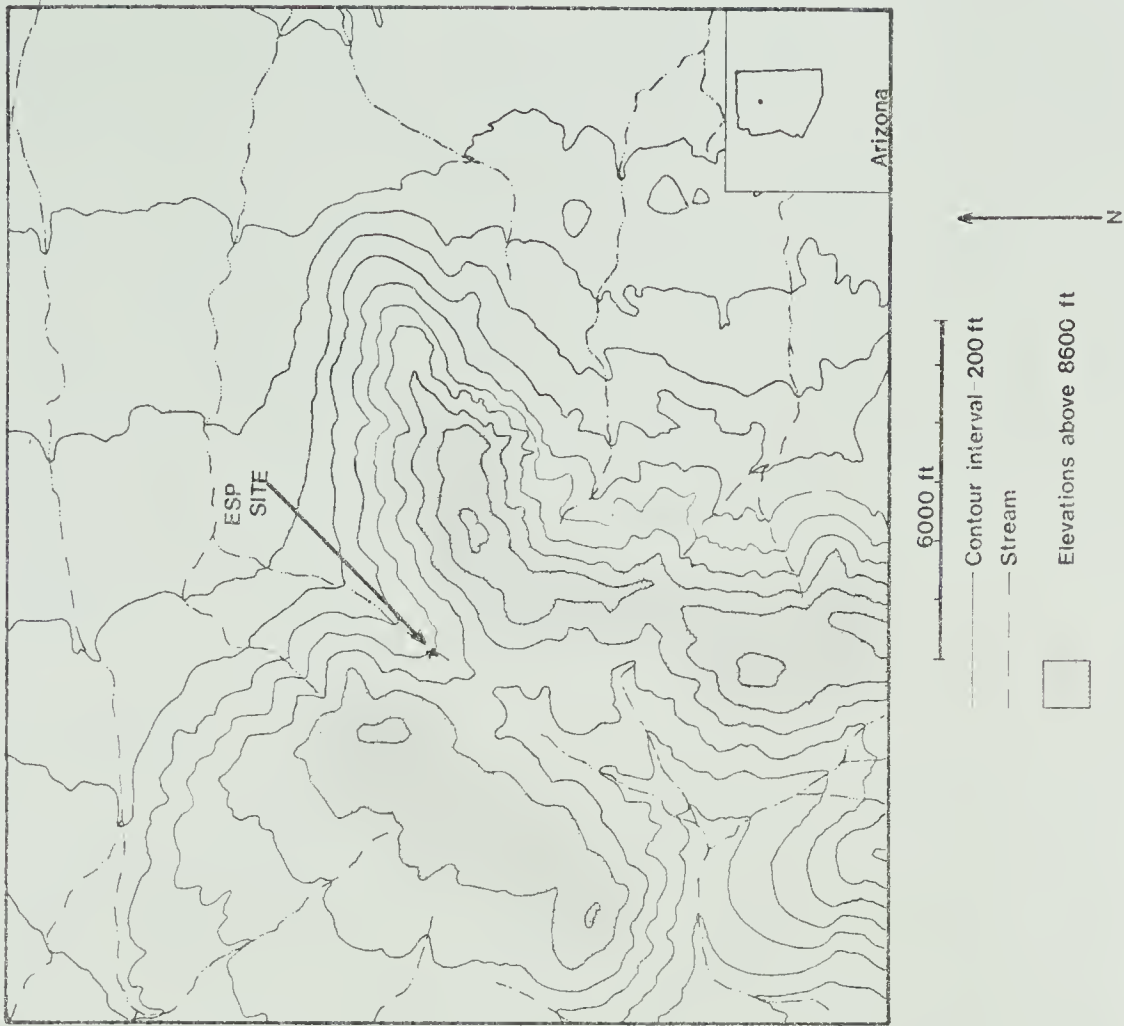 ESP
SITE
Arizona
N
6000 ft
Contour interval 200 ft
Stream
Elevations above 8600 ft